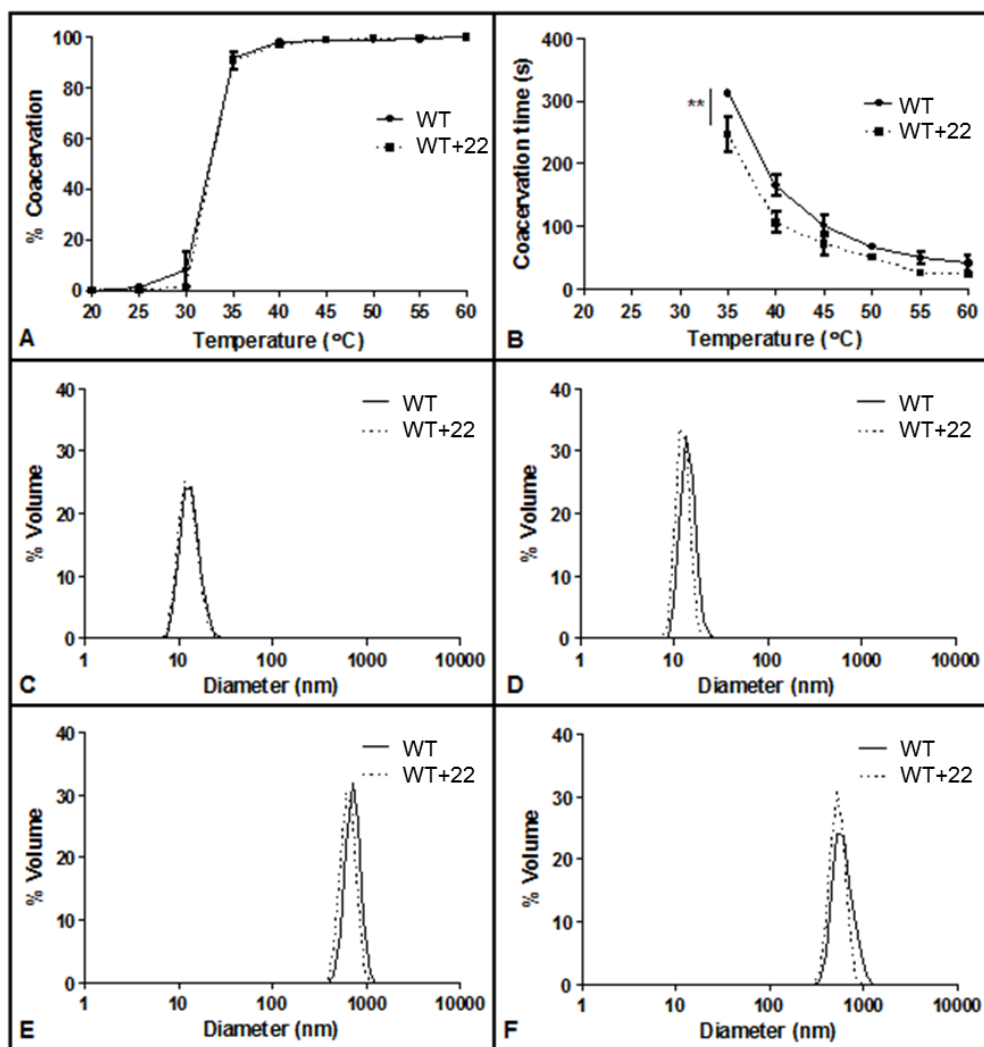 100
80
60
40
20
0
% Coacervation
WT
WT+22
20 25 30 35 40 45 50 55 60
Temperature (°C)
A
400
300
200
100
0
Coacervation time (s)
**
WT
WT+22
20 25 30 35 40 45 50 55 60
Temperature (°C)
B
40
30
20
10
0
% Volume
WT
WT+22
1 10 100 1000 10000
Diameter (nm)
C
40
30
20
10
0
% Volume
WT
WT+22
1 10 100 1000 10000
Diameter (nm)
D
40
30
20
10
0
% Volume
WT
WT+22
1 10 100 1000 10000
Diameter (nm)
E
40
30
20
10
0
% Volume
WT
WT+22
1 10 100 1000 10000
Diameter (nm)
F